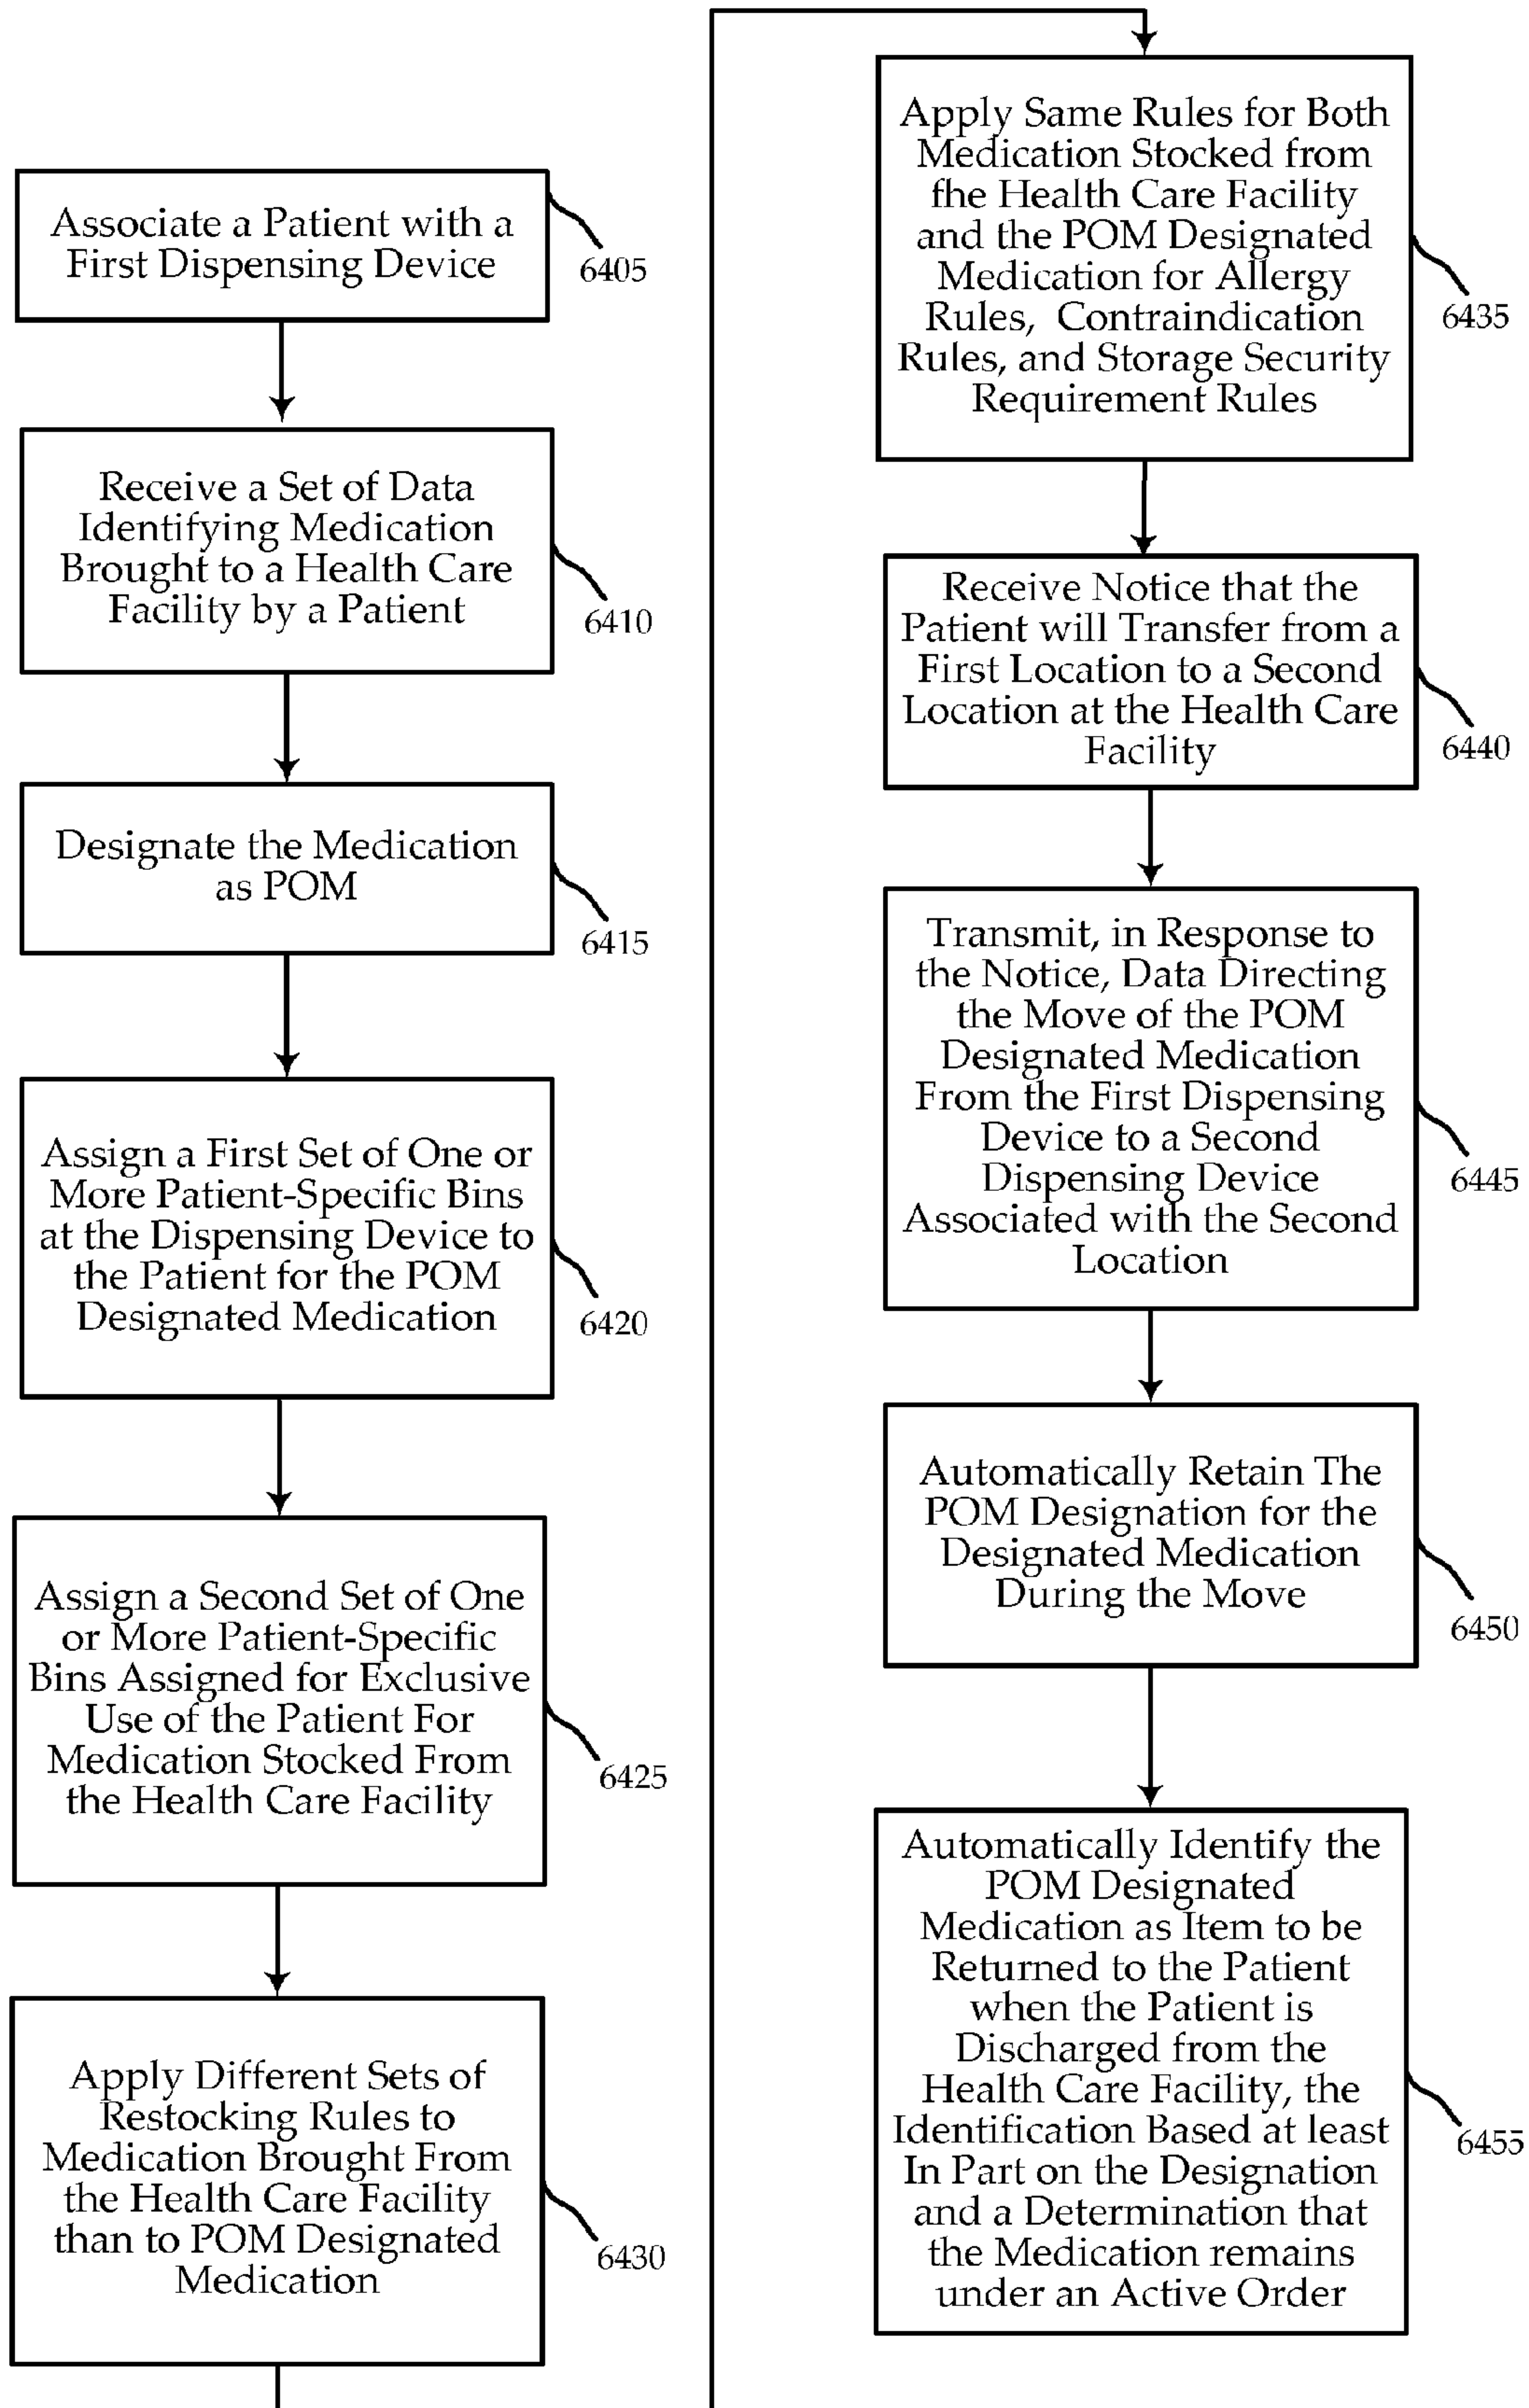 Associate a Patient with a
First Dispensing Device
6405
Receive a Set of Data
Identifying Medication
Brought to a Health Care
Facility by a Patient
6410
Designate the Medication
as POM
6415
Assign a First Set of One or
More Patient-Specific Bins
at the Dispensing Device to
the Patient for the POM
Designated Medication
6420
Assign a Second Set of One
or More Patient-Specific
Bins Assigned for Exclusive
Use of the Patient For
Medication Stocked From
the Health Care Facility
6425
Apply Different Sets of
Restocking Rules to
Medication Brought From
the Health Care Facility
than to POM Designated
Medication
6430
Apply Same Rules for Both
Medication Stocked from
fhe Health Care Facility
and the POM Designated
Medication for Allergy
Rules, Contraindication
Rules, and Storage Security
Requirement Rules
6435
Receive Notice that the
Patient will Transfer from a
First Location to a Second
Location at the Health Care
Facility
6440
Transmit, in Response to
the Notice, Data Directing
the Move of the POM
Designated Medication
From the First Dispensing
Device to a Second
Dispensing Device
Associated with the Second
Location
6445
Automatically Retain The
POM Designation for the
Designated Medication
During the Move
6450
Automatically Identify the
POM Designated
Medication as Item to be
Returned to the Patient
when the Patient is
Discharged from the
Health Care Facility, the
Identification Based at least
In Part on the Designation
and a Determination that
the Medication remains
under an Active Order
6455